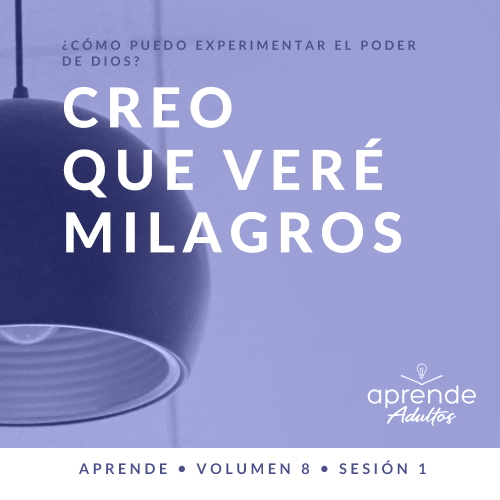 ¿CÓMO PUEDO EXPERIMENTAR EL PODER
DE DIOS?
CREO
QUE VERÉ
MILAGROS
aprende
Adultos
APRENDE • VOLUMEN 8 • SESIÓN 1